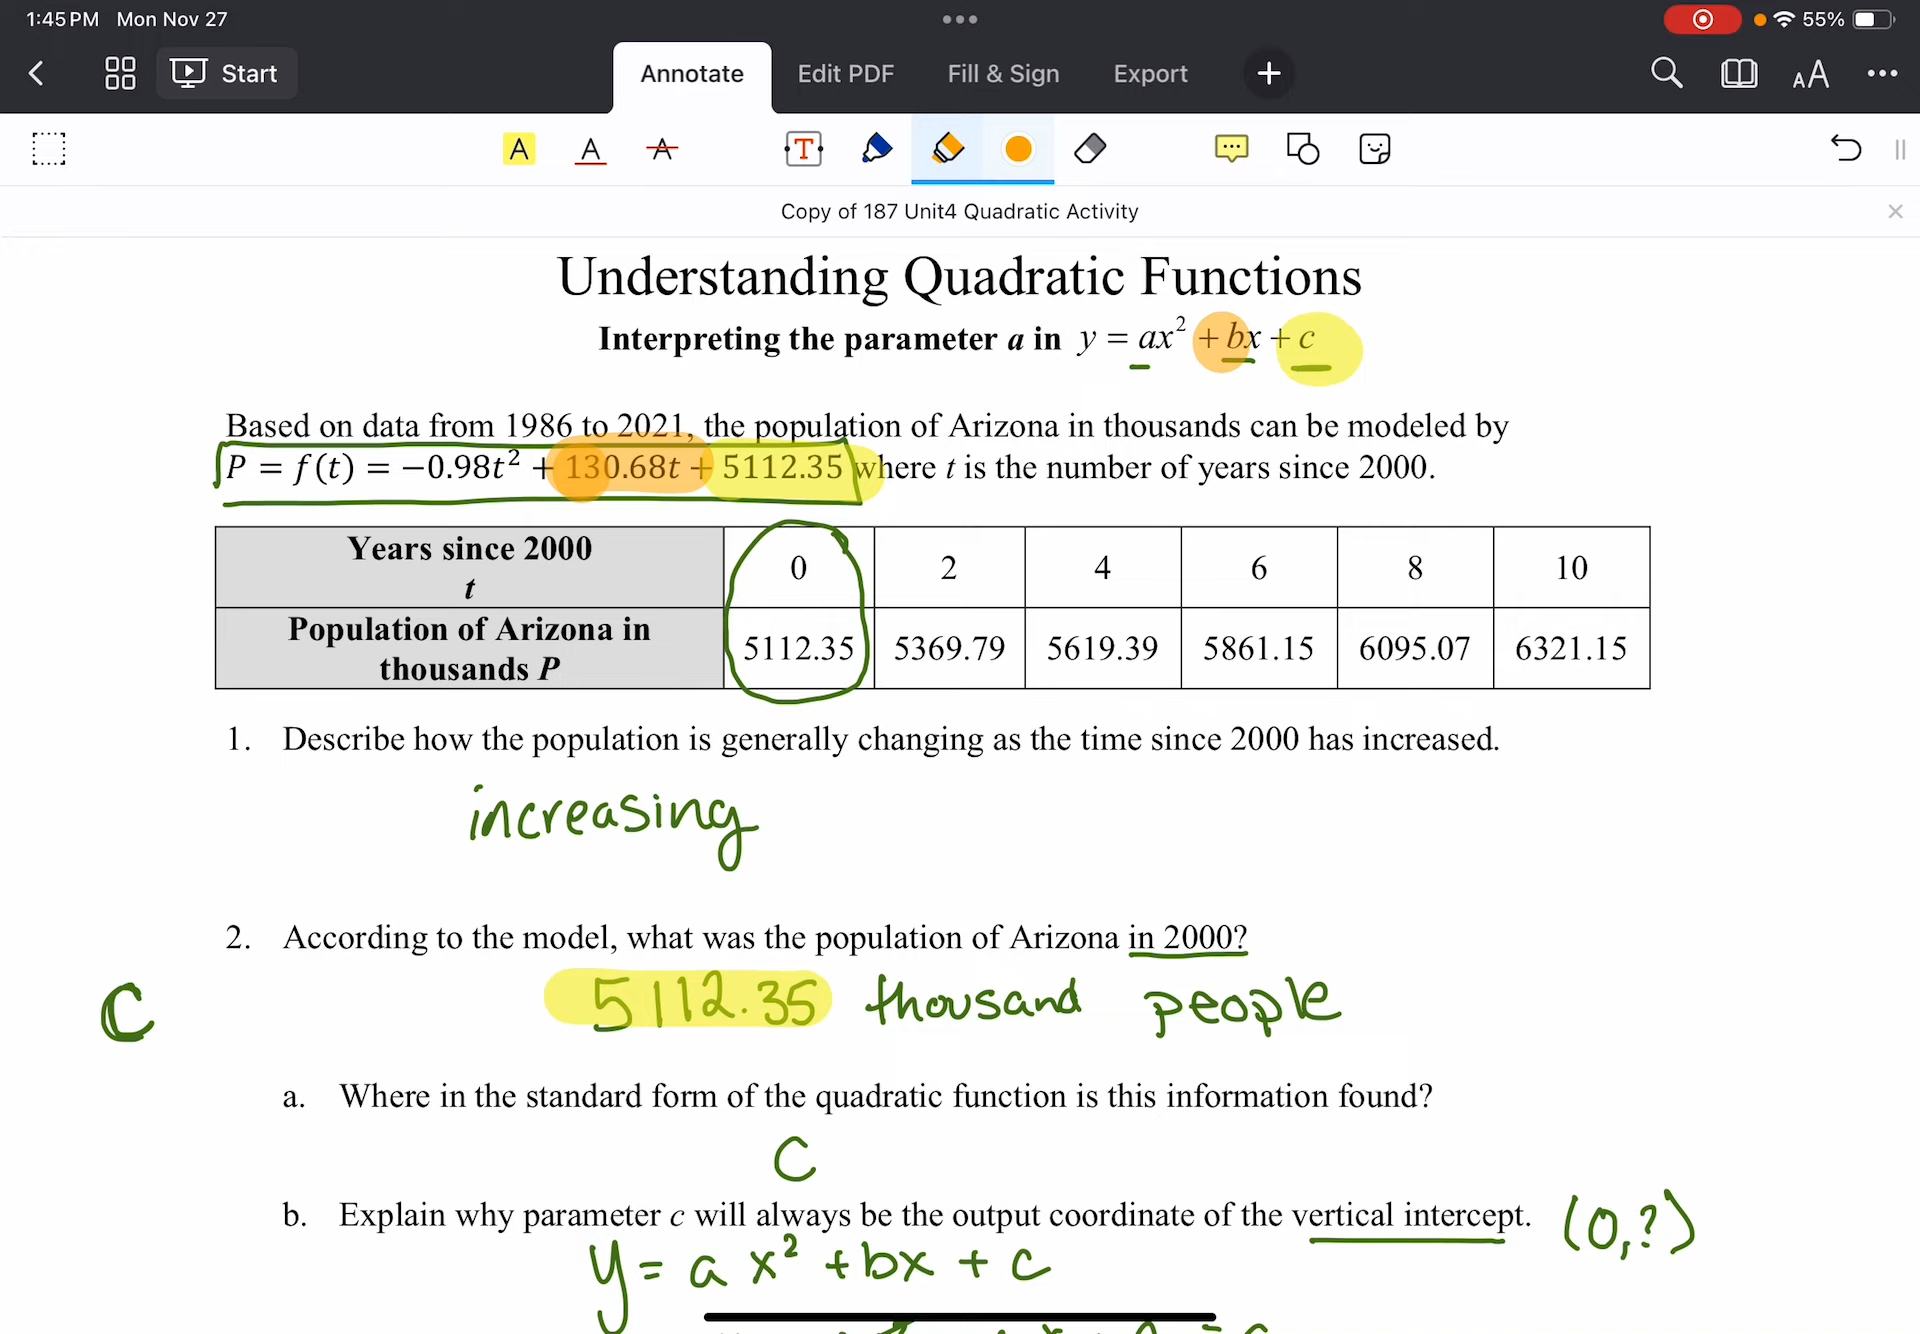 1:45 PM Mon Nov 27
55%
Start
Annotate
Edit PDF
Fill & Sign
Export
AA
A A A T
Copy of 187 Unit4 Quadratic Activity
Understanding Quadratic Functions
Interpreting the parameter a in y = ax² + bx + c
Based on data from 1986 to 2021, the population of Arizona in thousands can be modeled by
P = f(t) = −0.98t² + 130.68t + 5112.35 where t is the number of years since 2000.
Years since 2000
t
0 2 4 6 8 10
Population of Arizona in
thousands P
5112.35 5369.79 5619.39 5861.15 6095.07 6321.15
1. Describe how the population is generally changing as the time since 2000 has increased.
increasing
2. According to the model, what was the population of Arizona in 2000?
C
5112.35 thousand people
a. Where in the standard form of the quadratic function is this information found?
C
b. Explain why parameter c will always be the output coordinate of the vertical intercept. (0,?)
y = ax² + bx + c